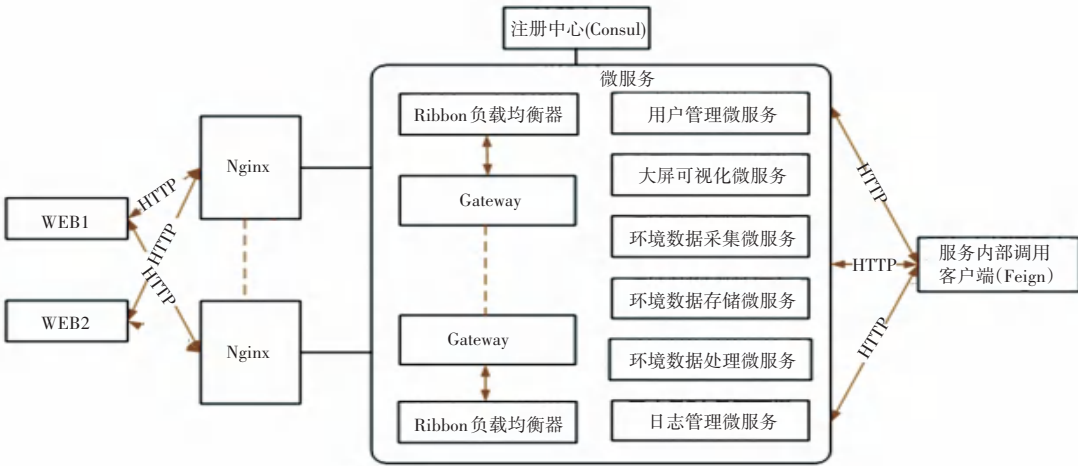 注册中心(Consul)
微服务
Ribbon负载均衡器
Gateway
Gateway
Ribbon负载均衡器
用户管理微服务
大屏可视化微服务
环境数据采集微服务
环境数据存储微服务
环境数据处理微服务
日志管理微服务
Nginx
Nginx
WEB1
WEB2
HTTP
HTTP
HTTP
HTTP
HTTP
HTTP
服务内部调用
客户端(Feign)